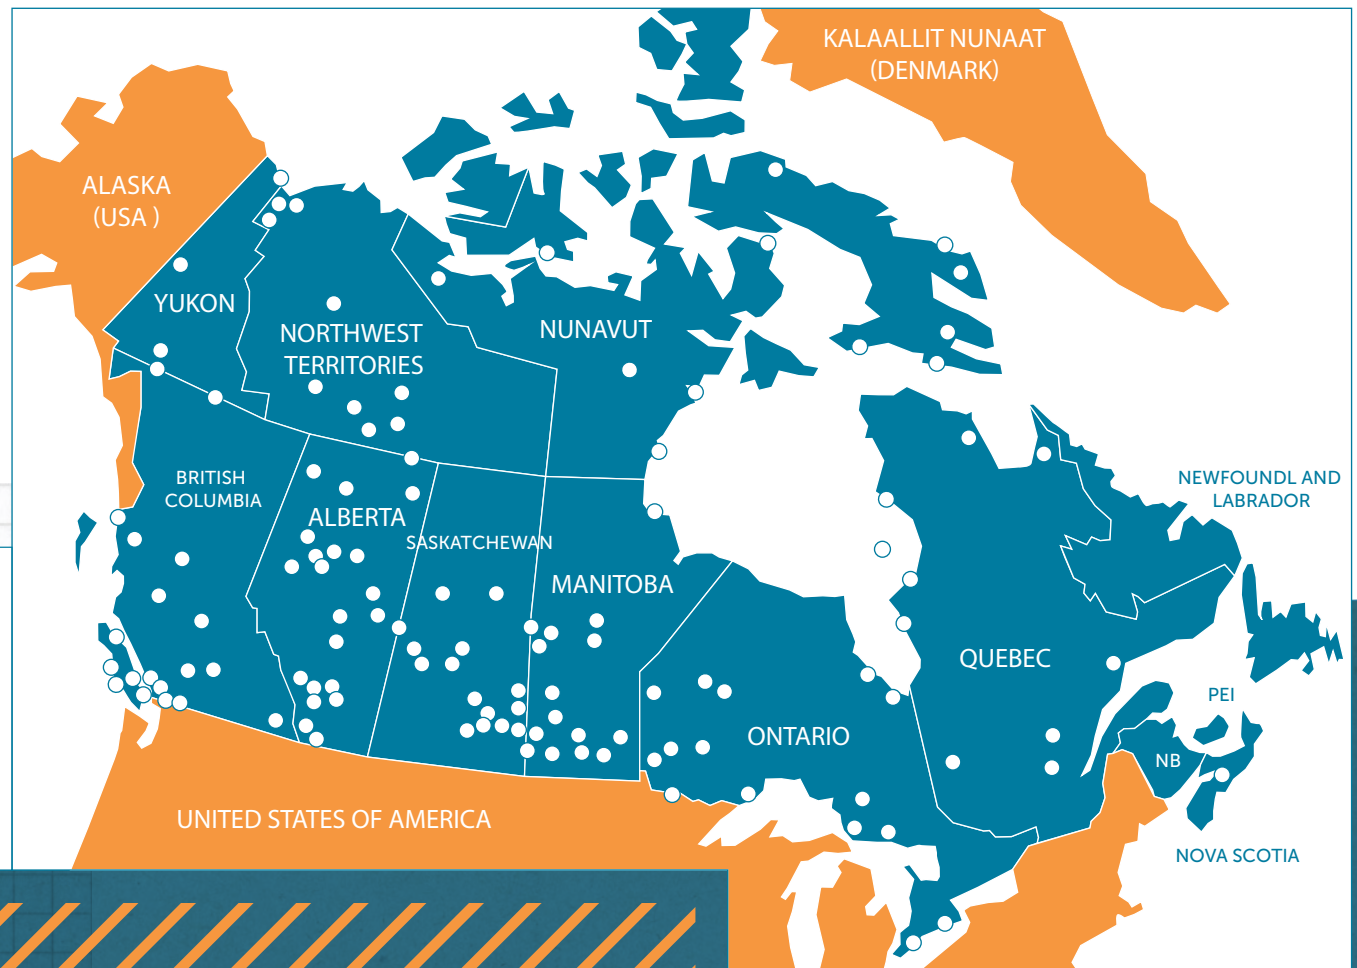 KALAALLIT NUNAAT
(DENMARK)
ALASKA
(USA )
YUKON
NORTHWEST
TERRITORIES
NUNAVUT
BRITISH
COLUMBIA
ALBERTA
SASKATCHEWAN
MANITOBA
NEWFOUNDL AND
LABRADOR
QUEBEC
PEI
ONTARIO
NB
UNITED STATES OF AMERICA
NOVA SCOTIA